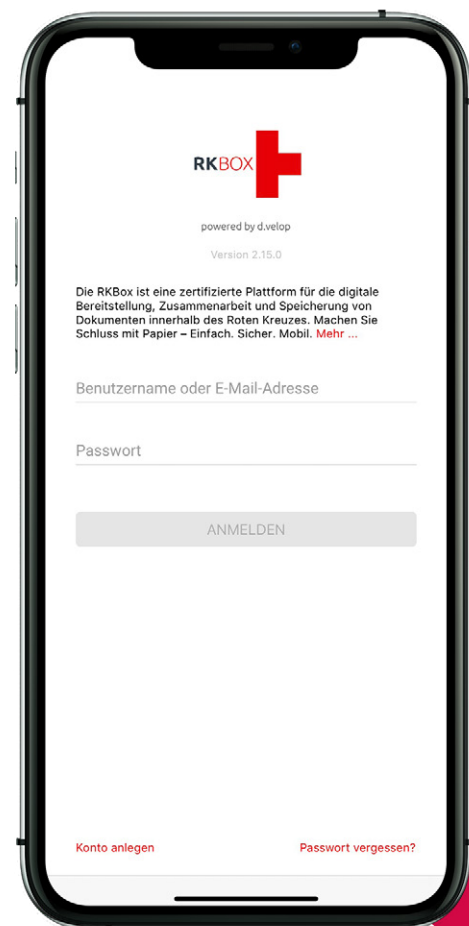 RKBOX
powered by d.velop
Version 2.15.0
Die RKBox ist eine zertifizierte Plattform für die digitale
Bereitstellung, Zusammenarbeit und Speicherung von
Dokumenten innerhalb des Roten Kreuzes. Machen Sie
Schluss mit Papier – Einfach. Sicher. Mobil. Mehr ...
Benutzername oder E-Mail-Adresse
Passwort
ANMELDEN
Konto anlegen
Passwort vergessen?